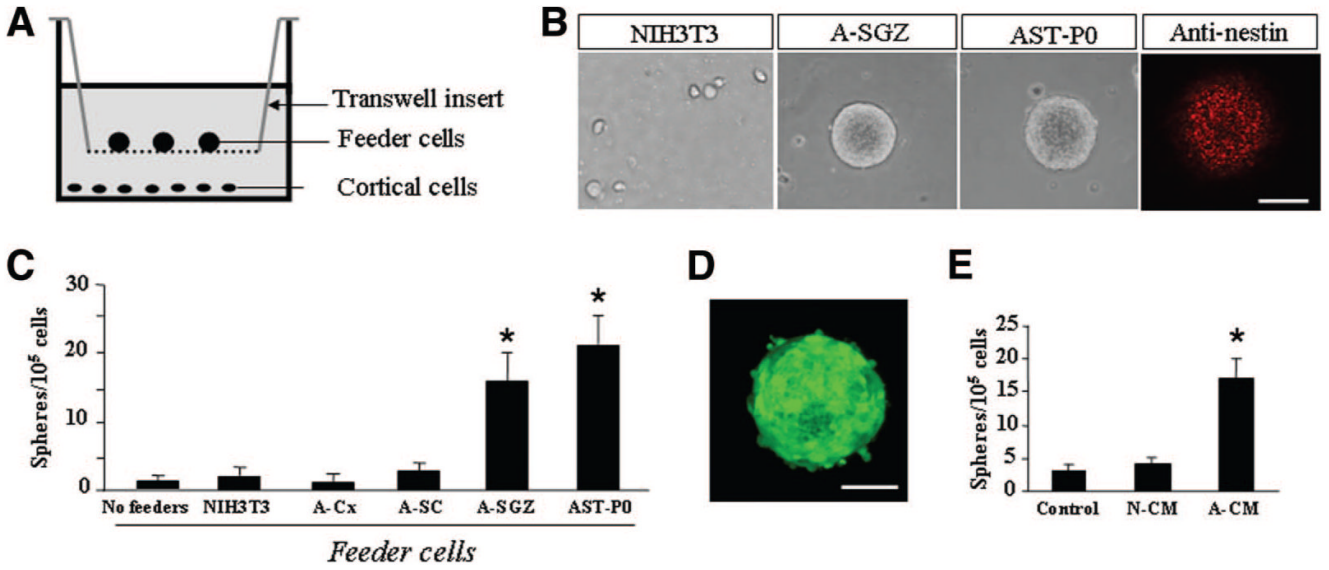 A
Transwell insert
Feeder cells
Cortical cells
B
NIH3T3 A-SGZ AST-P0 Anti-nestin
C
Spheres/10⁵ cells
30
20
10
0
* *
No feeders NIH3T3 A-Cx A-SC A-SGZ AST-P0
Feeder cells
D
E
Spheres/10⁵ cells
25
20
15
10
5
0
*
Control N-CM A-CM